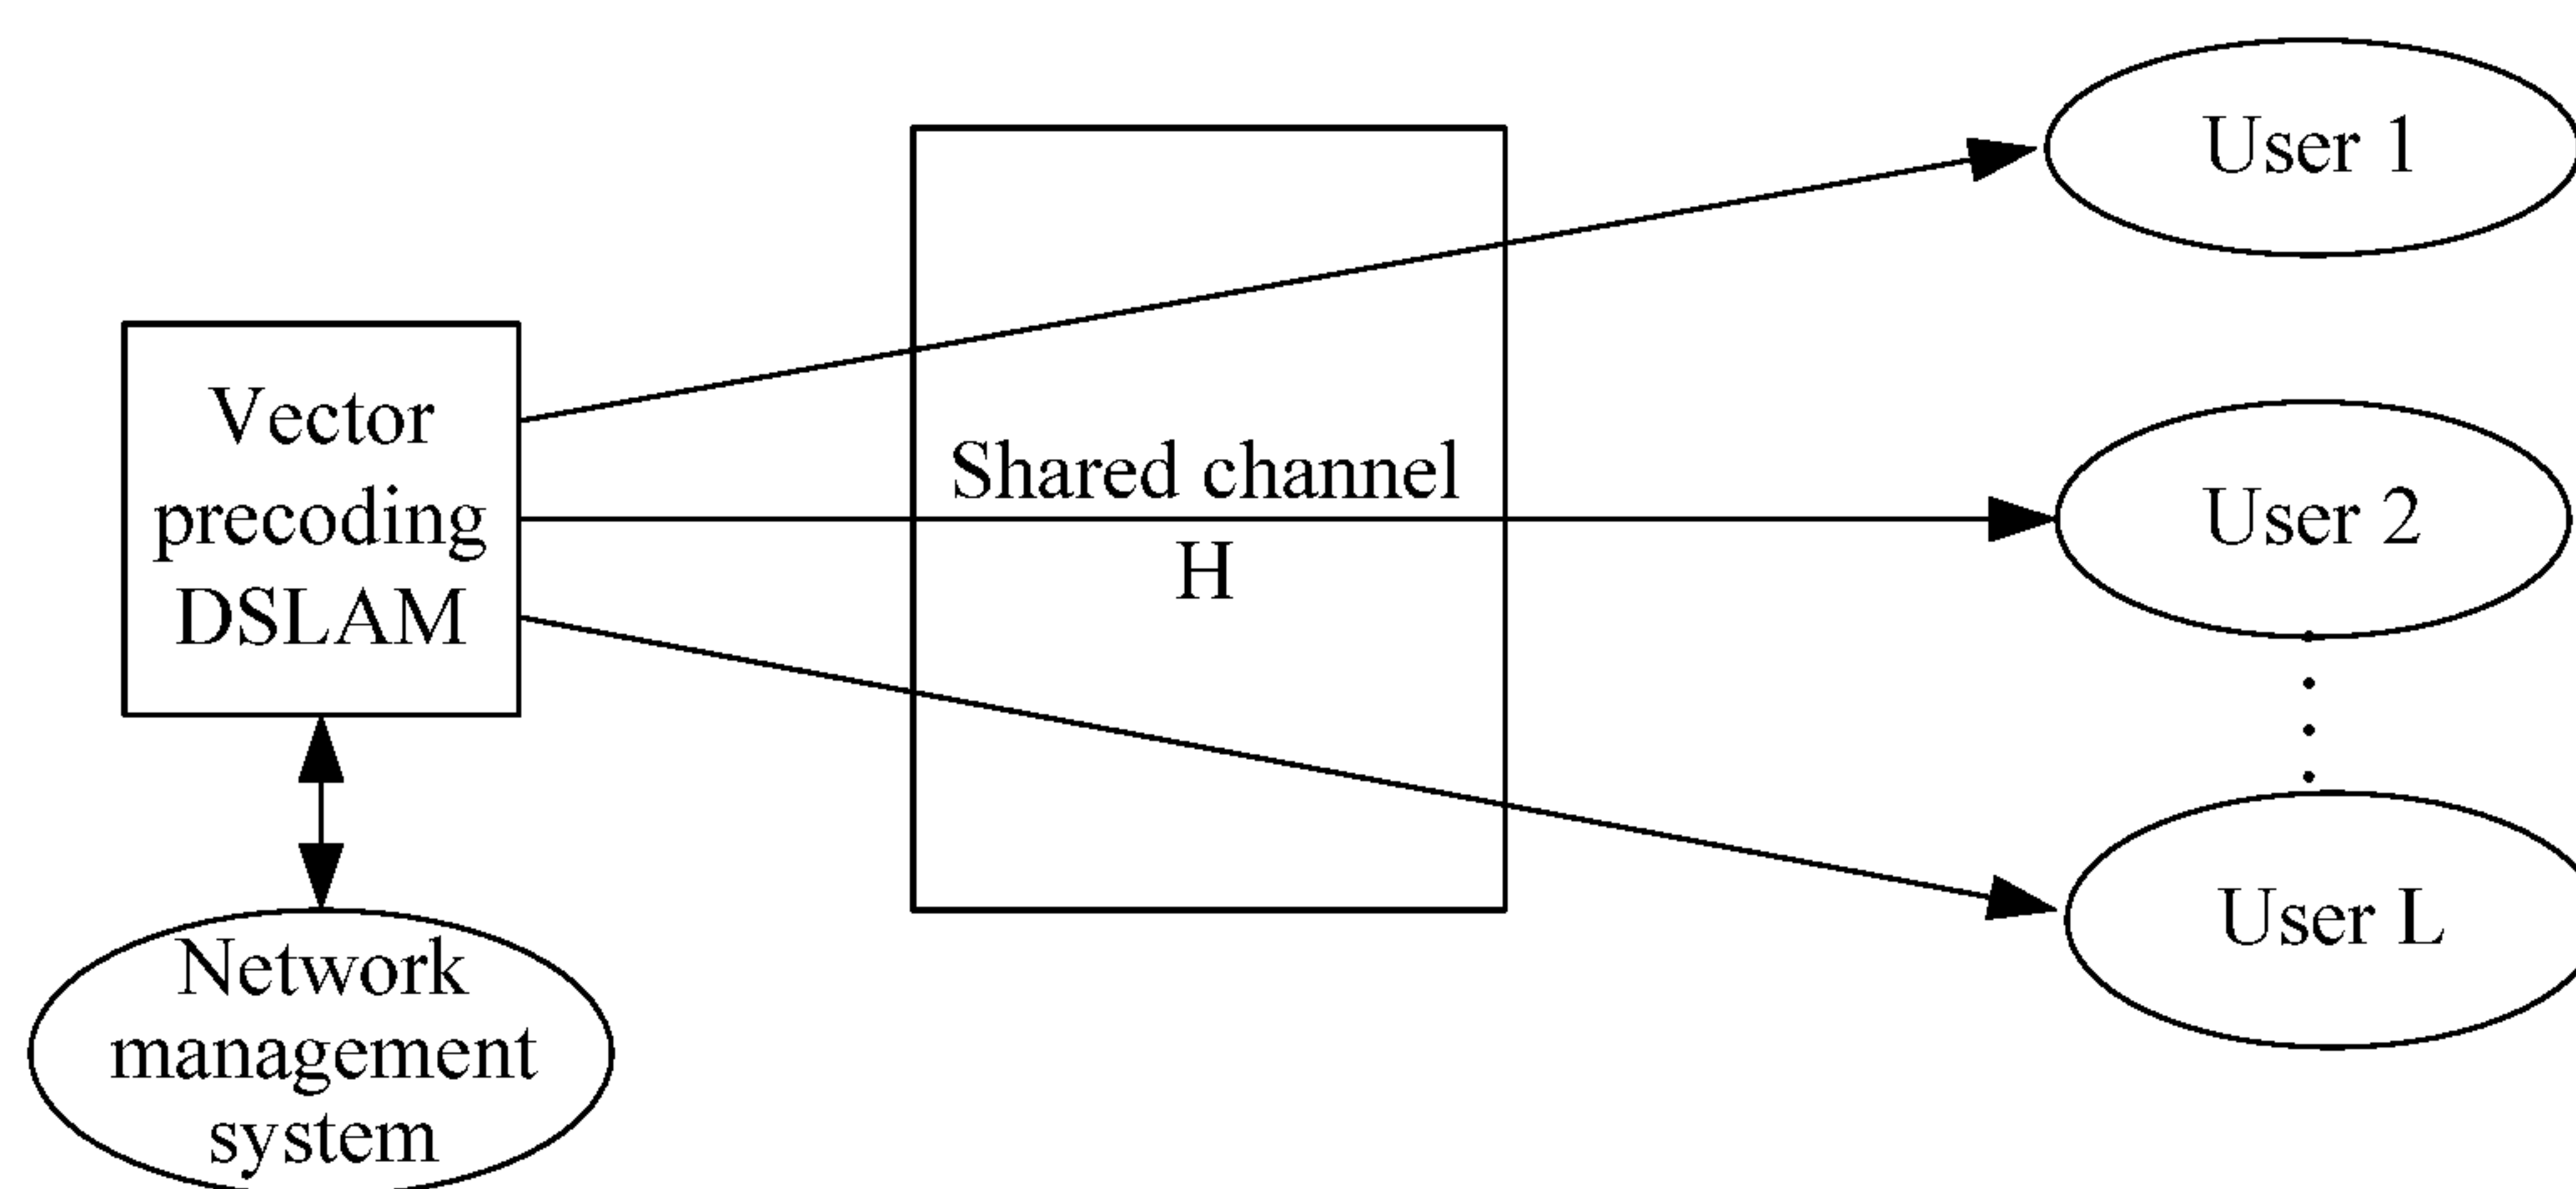 Vector
precoding
DSLAM
Network
management
system
Shared channel
H
User 1
User 2
User L